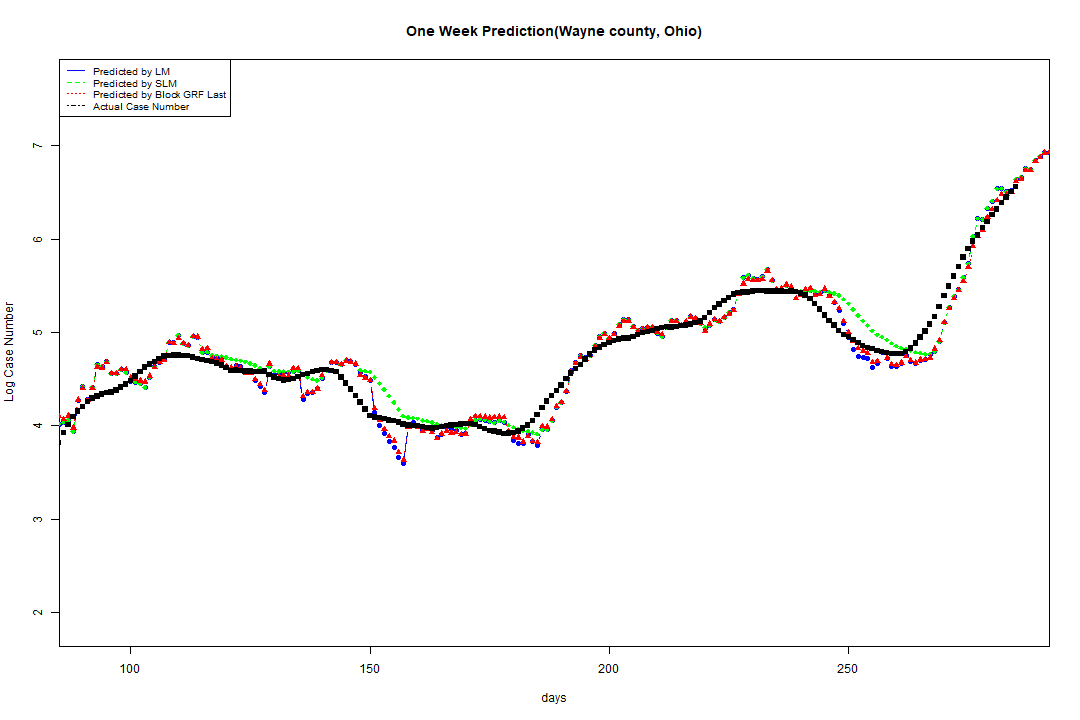 One Week Prediction(Wayne county, Ohio)
Predicted by LM
Predicted by SLM
Predicted by Block GRF Last
Actual Case Number
7
6
5
4
3
2
Log Case Number
100 150 200 250
days